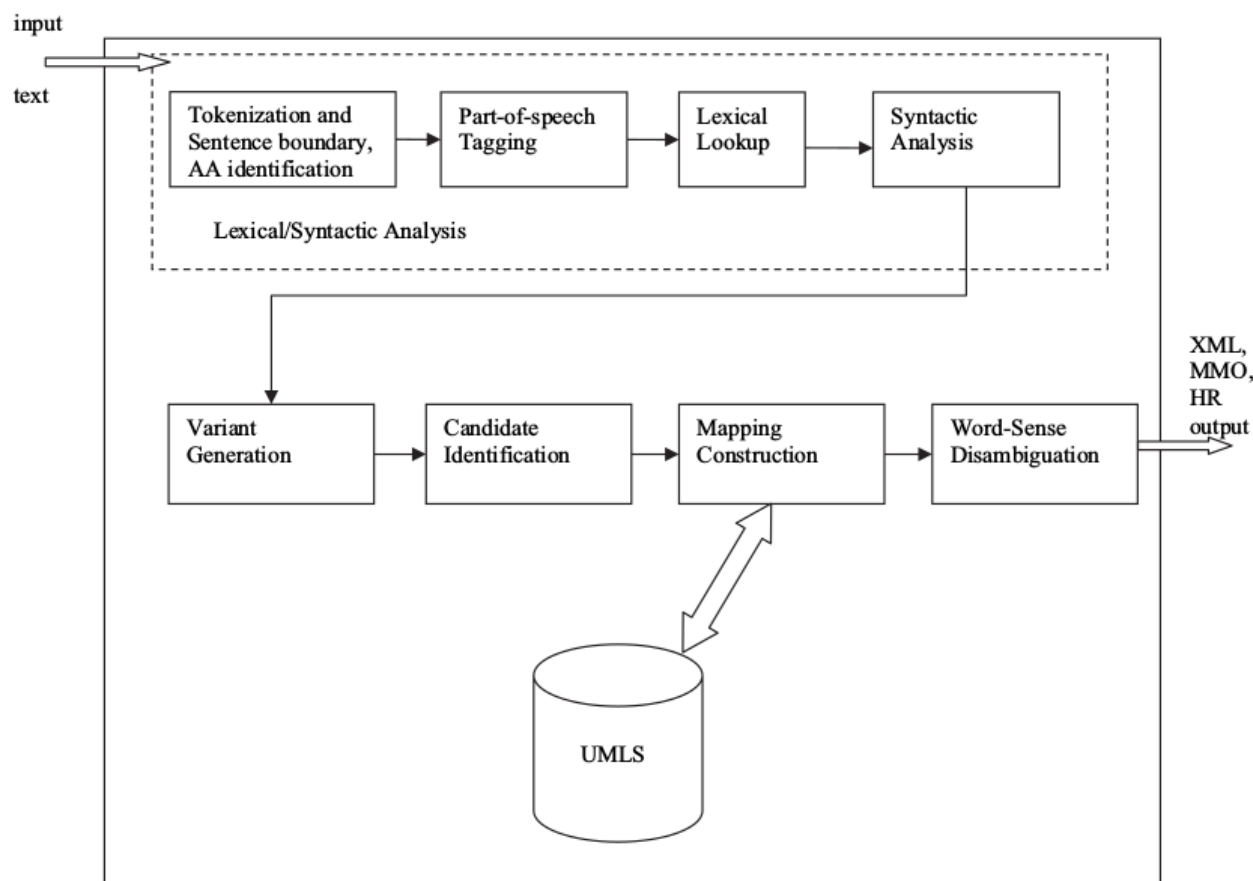 input
text
Tokenization and
Sentence boundary,
AA identification
Part-of-speech
Tagging
Lexical
Lookup
Syntactic
Analysis
Lexical/Syntactic Analysis
Variant
Generation
Candidate
Identification
Mapping
Construction
Word-Sense
Disambiguation
XML,
MMO,
HR
output
UMLS